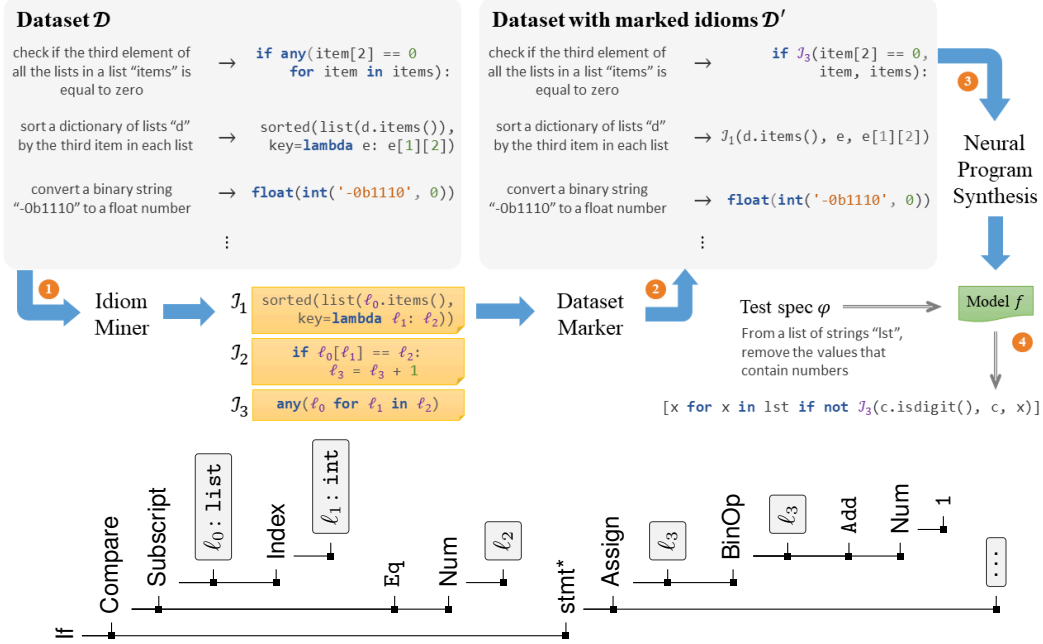 Dataset 𝒟
check if the third element of
all the lists in a list “items” is
equal to zero
→
if any(item[2] == 0
for item in items):
sort a dictionary of lists “d”
by the third item in each list
→
sorted(list(d.items()),
key=lambda e: e[1][2])
convert a binary string
“-0b1110” to a float number
→
float(int('-0b1110', 0))
⋮
Dataset with marked idioms 𝒟′
check if the third element of
all the lists in a list “items” is
equal to zero
→
if ℐ₃(item[2] == 0,
item, items):
sort a dictionary of lists “d”
by the third item in each list
→
ℐ₁(d.items(), e, e[1][2])
convert a binary string
“-0b1110” to a float number
→
float(int('-0b1110', 0))
⋮
3
Neural
Program
Synthesis
1
Idiom
Miner
ℐ₁
sorted(list(ℓ₀.items(),
key=lambda ℓ₁: ℓ₂))
ℐ₂
if ℓ₀[ℓ₁] == ℓ₂:
ℓ₃ = ℓ₃ + 1
ℐ₃
any(ℓ₀ for ℓ₁ in ℓ₂)
Dataset
Marker
2
Test spec φ
From a list of strings “lst”,
remove the values that
contain numbers
Model f
4
[x for x in lst if not ℐ₃(c.isdigit(), c, x)]
If
Compare
Subscript
ℓ₀ : list
Index
ℓ₁ : int
Eq
Num
ℓ₂
stmt*
Assign
ℓ₃
BinOp
ℓ₃
Add
Num
1
...